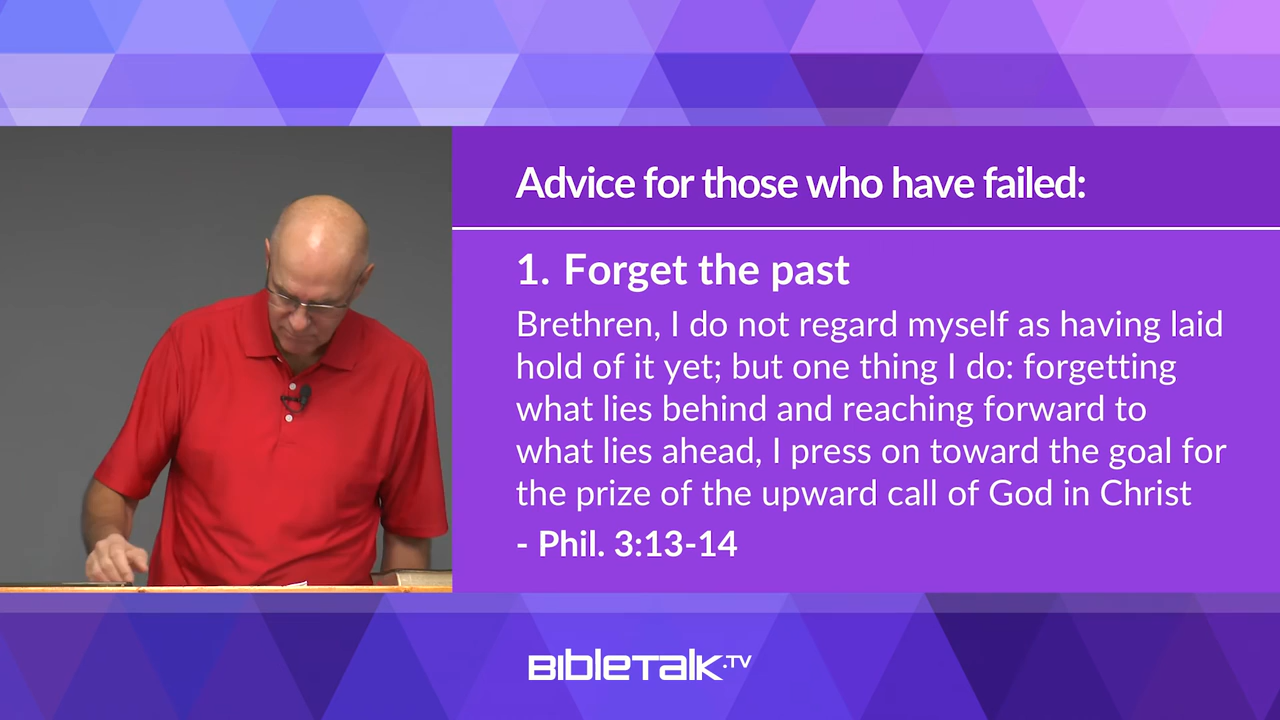 Advice for those who have failed:
1. Forget the past
Brethren, I do not regard myself as having laid
hold of it yet; but one thing I do: forgetting
what lies behind and reaching forward to
what lies ahead, I press on toward the goal for
the prize of the upward call of God in Christ
- Phil. 3:13-14
BIBLETALK.TV